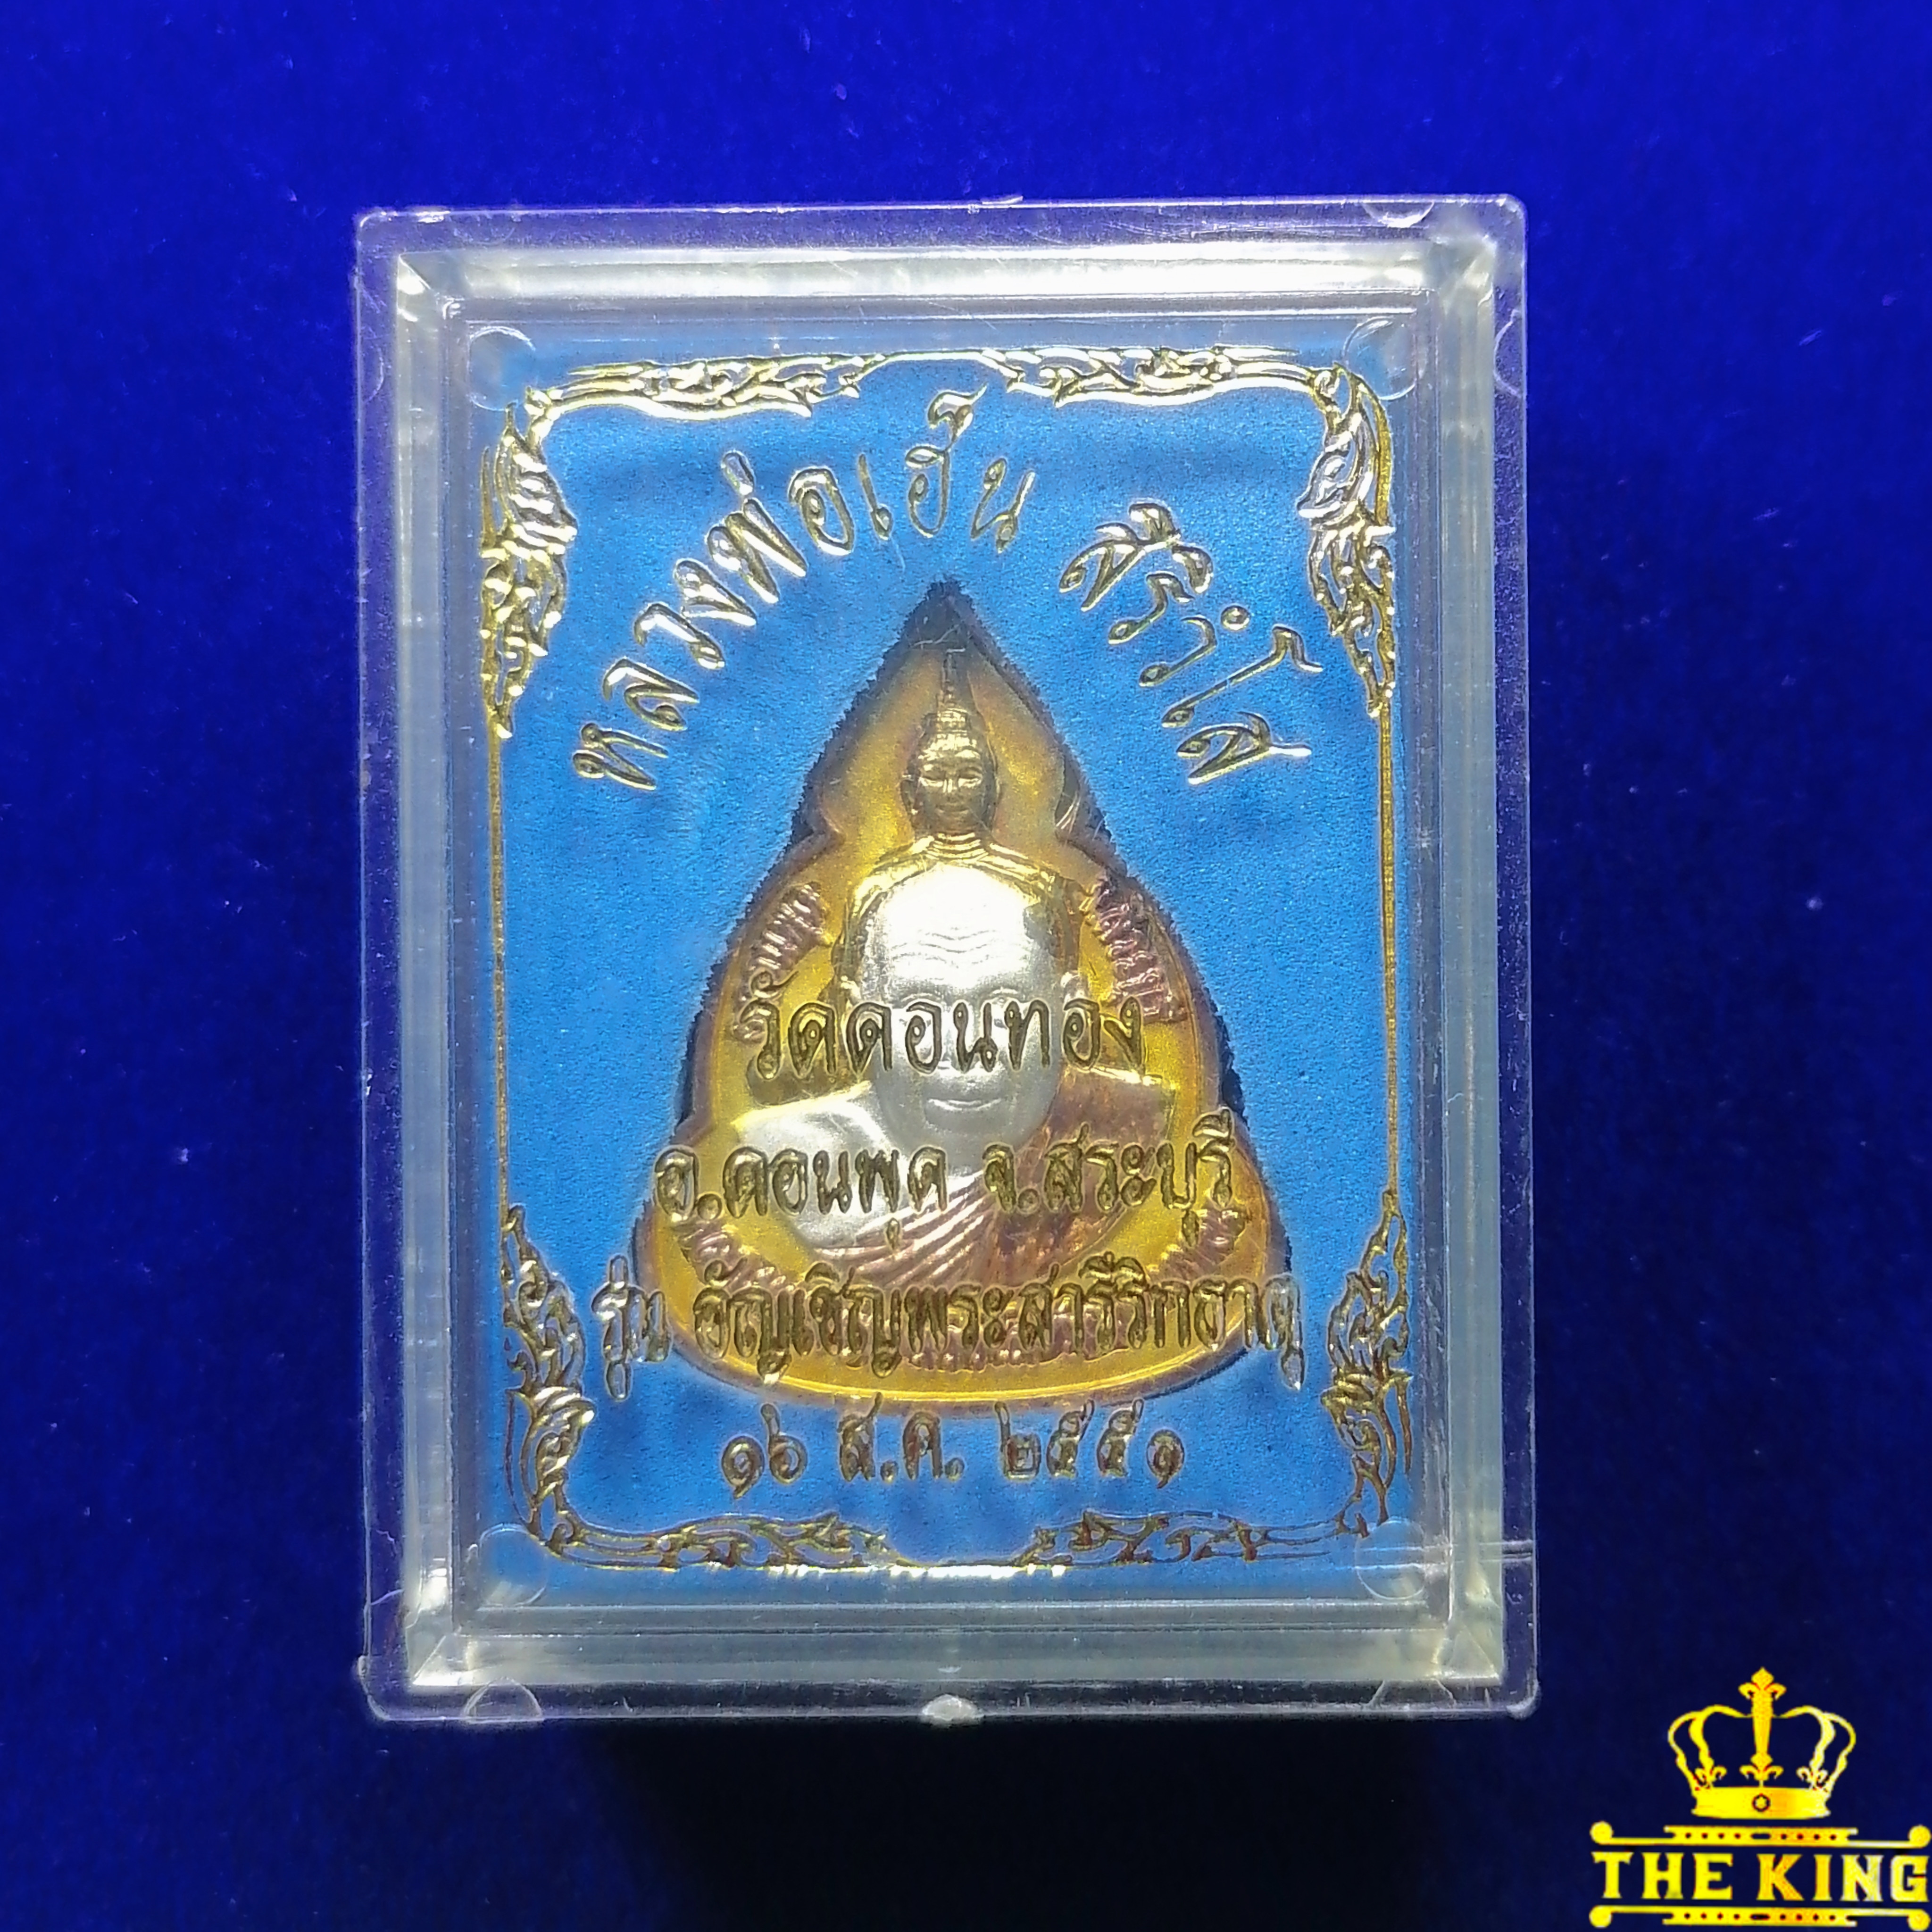 หลวงพ่อเฮ็น สิริวํโส
วัดดอนทอง
อ.ดอนพุด จ.สระบุรี
รุ่น อัญเชิญพระสารีริกธาตุ
๑๖ ส.ค. ๒๕๕๑
THE KING